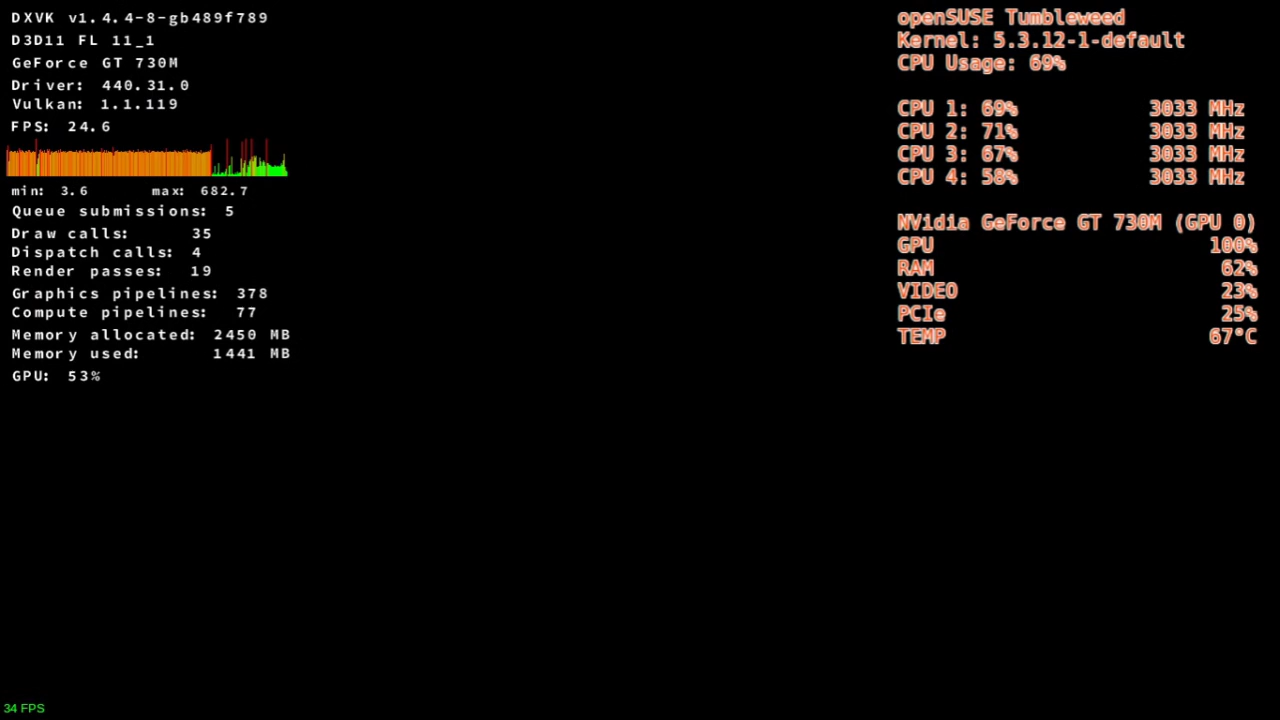 DXVK v1.4.4-8-gb489f789
D3D11 FL 11_1
GeForce GT 730M
Driver: 440.31.0
Vulkan: 1.1.119
FPS: 24.6
min: 3.6 max: 682.7
Queue submissions: 5
Draw calls: 35
Dispatch calls: 4
Render passes: 19
Graphics pipelines: 378
Compute pipelines: 77
Memory allocated: 2450 MB
Memory used: 1441 MB
GPU: 53%
openSUSE Tumbleweed
Kernel: 5.3.12-1-default
CPU Usage: 69%
CPU 1: 69% 3033 MHz
CPU 2: 71% 3033 MHz
CPU 3: 67% 3033 MHz
CPU 4: 58% 3033 MHz
NVidia GeForce GT 730M (GPU 0)
GPU 100%
RAM 62%
VIDEO 23%
PCIe 25%
TEMP 67°C
34 FPS